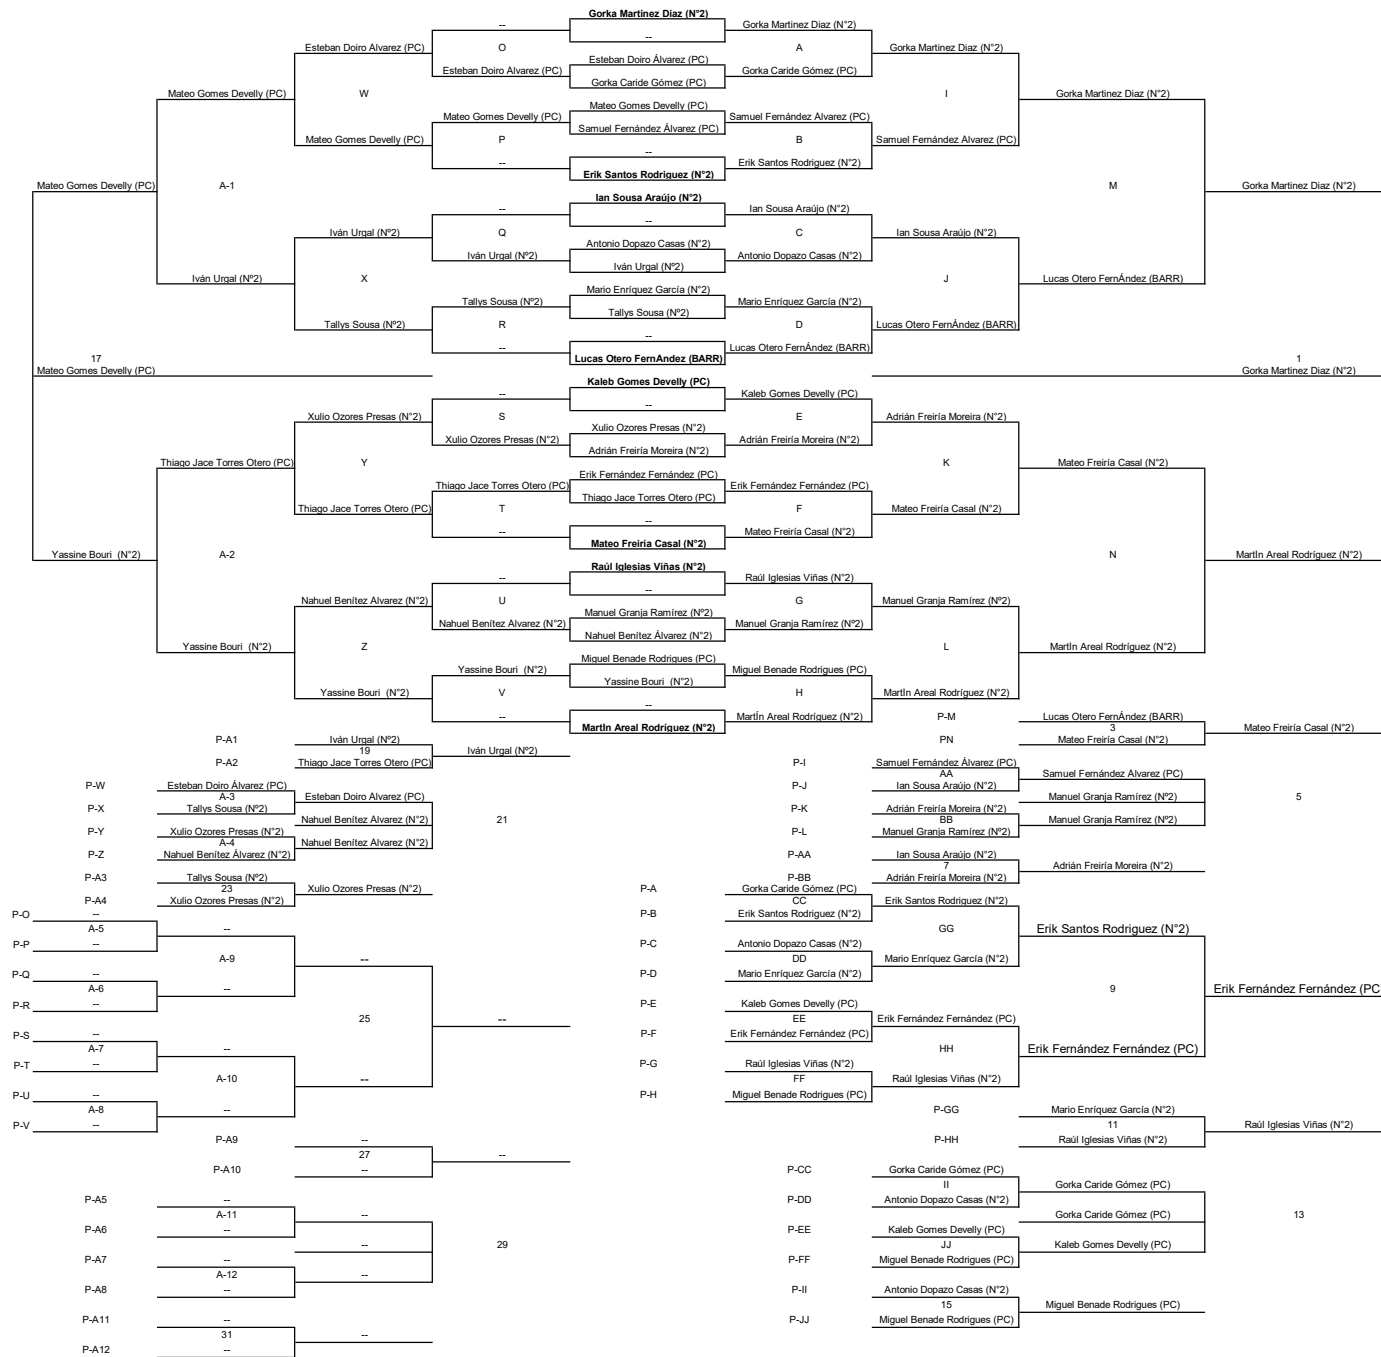 Gorka Martinez Diaz (N°2)
-- Gorka Martinez Diaz (N°2)
--
Esteban Doiro Alvarez (PC) O A Gorka Martinez Diaz (N°2)
Esteban Doiro Álvarez (PC)
Esteban Doiro Alvarez (PC) Gorka Caride Gómez (PC)
Gorka Caride Gómez (PC)
Mateo Gomes Develly (PC) W I Gorka Martinez Diaz (N°2)
Mateo Gomes Develly (PC)
Mateo Gomes Develly (PC) Samuel Fernández Alvarez (PC)
Samuel Fernández Álvarez (PC)
Mateo Gomes Develly (PC) P B Samuel Fernández Alvarez (PC)
--
-- Erik Santos Rodriguez (N°2)
Erik Santos Rodriguez (N°2)
Mateo Gomes Develly (PC) A-1 M Gorka Martinez Diaz (N°2)
Ian Sousa Araújo (N°2)
-- Ian Sousa Araújo (N°2)
--
Iván Urgal (Nº2) Q C Ian Sousa Araújo (N°2)
Antonio Dopazo Casas (N°2)
Iván Urgal (Nº2) Antonio Dopazo Casas (N°2)
Iván Urgal (Nº2)
Iván Urgal (Nº2) X J Lucas Otero FernÁndez (BARR)
Mario Enríquez García (N°2)
Tallys Sousa (Nº2) Mario Enríquez García (N°2)
Tallys Sousa (Nº2)
Tallys Sousa (Nº2) R D Lucas Otero FernÁndez (BARR)
--
-- Lucas Otero FernÁndez (BARR)
17 Lucas Otero FernAndez (BARR) 1
Mateo Gomes Develly (PC) Gorka Martinez Diaz (N°2)
Kaleb Gomes Develly (PC)
-- Kaleb Gomes Develly (PC)
--
Xulio Ozores Presas (N°2) S E Adrián Freiría Moreira (N°2)
Xulio Ozores Presas (N°2)
Xulio Ozores Presas (N°2) Adrián Freiría Moreira (N°2)
Adrián Freiría Moreira (N°2)
Thiago Jace Torres Otero (PC) Y K Mateo Freiría Casal (N°2)
Erik Fernández Fernández (PC)
Thiago Jace Torres Otero (PC) Erik Fernández Fernández (PC)
Thiago Jace Torres Otero (PC)
Thiago Jace Torres Otero (PC) T F Mateo Freiría Casal (N°2)
--
-- Mateo Freiría Casal (N°2)
Mateo Freiría Casal (N°2)
Yassine Bouri (N°2) A-2 N MartIn Areal Rodríguez (N°2)
Raúl Iglesias Viñas (N°2)
-- Raúl Iglesias Viñas (N°2)
--
Nahuel Benítez Alvarez (N°2) U G Manuel Granja Ramírez (Nº2)
Manuel Granja Ramírez (Nº2)
Nahuel Benítez Alvarez (N°2) Manuel Granja Ramírez (Nº2)
Nahuel Benítez Álvarez (N°2)
Yassine Bouri (N°2) Z L MartIn Areal Rodríguez (N°2)
Miguel Benade Rodrigues (PC)
Yassine Bouri (N°2) Miguel Benade Rodrigues (PC)
Yassine Bouri (N°2)
Yassine Bouri (N°2) V H MartIn Areal Rodríguez (N°2)
--
-- MartÍn Areal Rodríguez (N°2) P-M Lucas Otero FernÁndez (BARR)
MartIn Areal Rodríguez (N°2) 3 Mateo Freiría Casal (N°2)
P-A1 Iván Urgal (Nº2) PN Mateo Freiría Casal (N°2)
19 Iván Urgal (Nº2)
P-A2 Thiago Jace Torres Otero (PC) P-I Samuel Fernández Álvarez (PC)
AA Samuel Fernández Alvarez (PC)
P-W Esteban Doiro Álvarez (PC) P-J Ian Sousa Araújo (N°2)
A-3 Esteban Doiro Alvarez (PC) Manuel Granja Ramírez (Nº2) 5
P-X Tallys Sousa (Nº2) P-K Adrián Freiría Moreira (N°2)
Nahuel Benítez Alvarez (N°2) 21 BB Manuel Granja Ramírez (Nº2)
P-Y Xulio Ozores Presas (N°2) P-L Manuel Granja Ramírez (Nº2)
A-4 Nahuel Benítez Alvarez (N°2)
P-Z Nahuel Benítez Álvarez (N°2) P-AA Ian Sousa Araújo (N°2)
7 Adrián Freiría Moreira (N°2)
P-A3 Tallys Sousa (Nº2) P-BB Adrián Freiría Moreira (N°2)
23 Xulio Ozores Presas (N°2) P-A Gorka Caride Gómez (PC)
P-A4 Xulio Ozores Presas (N°2) CC Erik Santos Rodriguez (N°2)
P-O -- P-B Erik Santos Rodriguez (N°2)
A-5 -- GG Erik Santos Rodriguez (N°2)
P-P -- P-C Antonio Dopazo Casas (N°2)
A-9 -- DD Mario Enríquez García (N°2)
P-Q -- P-D Mario Enríquez García (N°2)
A-6 -- 9 Erik Fernández Fernández (PC)
P-R -- P-E Kaleb Gomes Develly (PC)
25 -- EE Erik Fernández Fernández (PC)
P-S -- P-F Erik Fernández Fernández (PC)
A-7 -- HH Erik Fernández Fernández (PC)
P-T -- P-G Raúl Iglesias Viñas (N°2)
A-10 -- FF Raúl Iglesias Viñas (N°2)
P-U -- P-H Miguel Benade Rodrigues (PC)
A-8 -- P-GG Mario Enríquez García (N°2)
P-V -- 11 Raúl Iglesias Viñas (N°2)
P-A9 -- P-HH Raúl Iglesias Viñas (N°2)
27 --
P-A10 -- P-CC Gorka Caride Gómez (PC)
II Gorka Caride Gómez (PC)
P-A5 -- P-DD Antonio Dopazo Casas (N°2)
A-11 -- Gorka Caride Gómez (PC) 13
P-A6 -- P-EE Kaleb Gomes Develly (PC)
-- 29 JJ Kaleb Gomes Develly (PC)
P-A7 -- P-FF Miguel Benade Rodrigues (PC)
A-12 --
P-A8 -- P-II Antonio Dopazo Casas (N°2)
15 Miguel Benade Rodrigues (PC)
P-A11 -- P-JJ Miguel Benade Rodrigues (PC)
31 --
P-A12 --